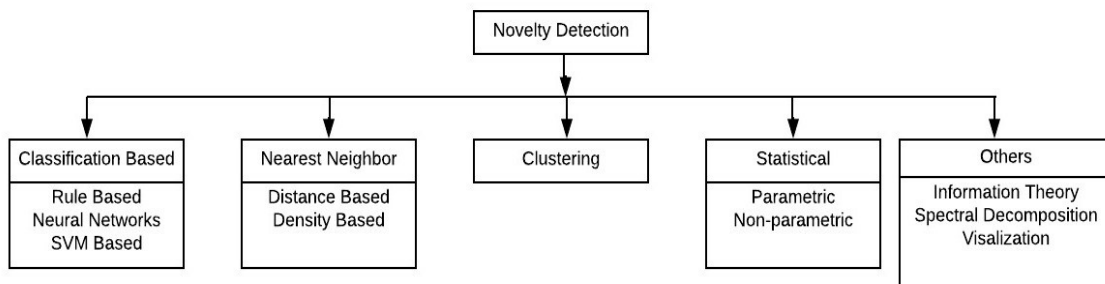 Novelty Detection
Classification Based
Rule Based
Neural Networks
SVM Based
Nearest Neighbor
Distance Based
Density Based
Clustering
Statistical
Parametric
Non-parametric
Others
Information Theory
Spectral Decomposition
Visalization